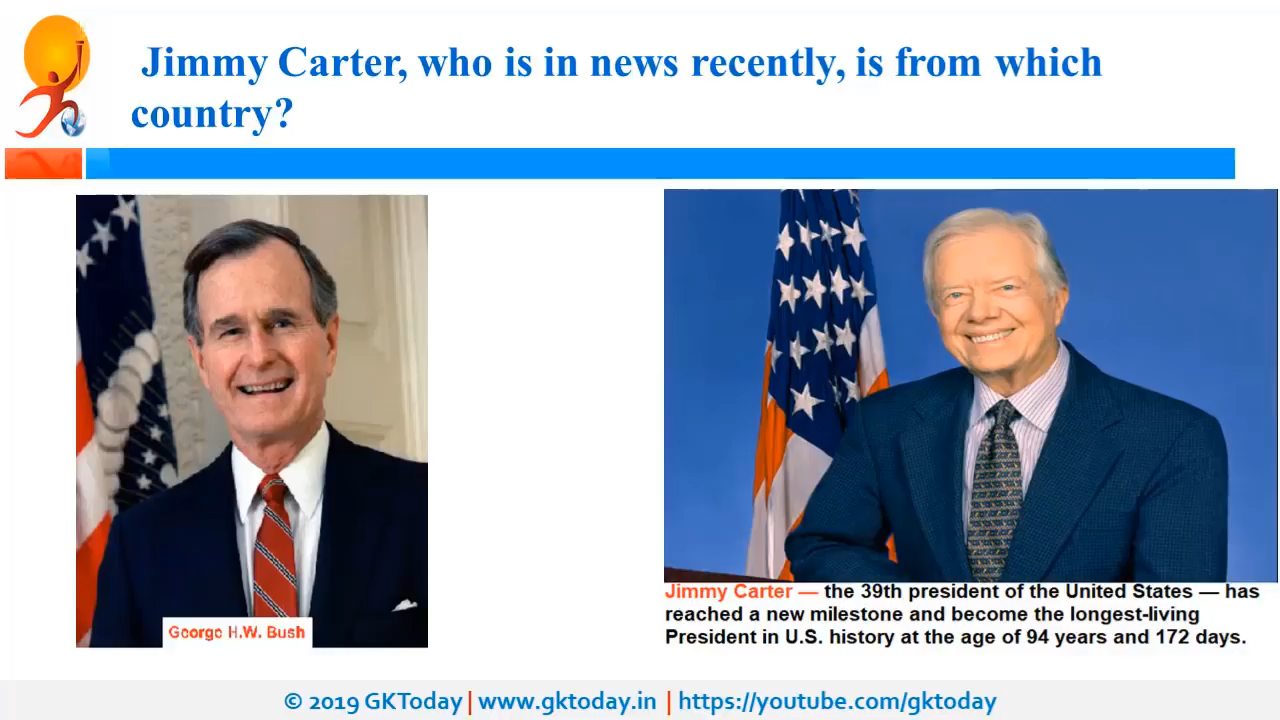 Jimmy Carter, who is in news recently, is from which
country?
George H.W. Bush
Jimmy Carter — the 39th president of the United States — has
reached a new milestone and become the longest-living
President in U.S. history at the age of 94 years and 172 days.
© 2019 GKToday | www.gktoday.in | https://youtube.com/gktoday